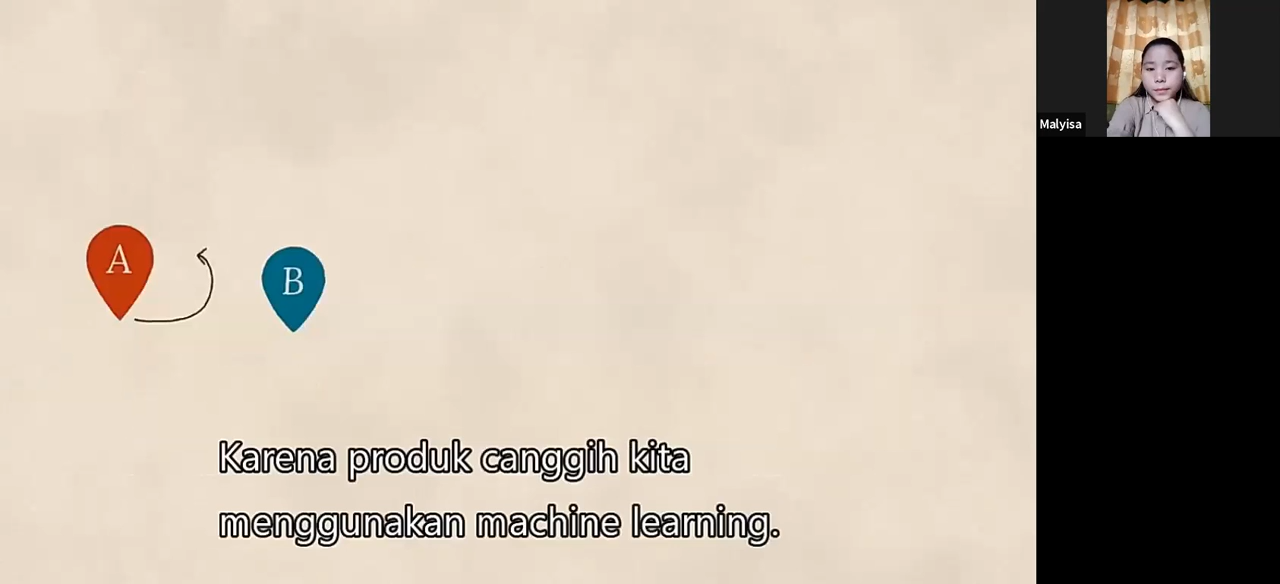 A
B
Karena produk canggih kita
menggunakan machine learning.
Malyisa